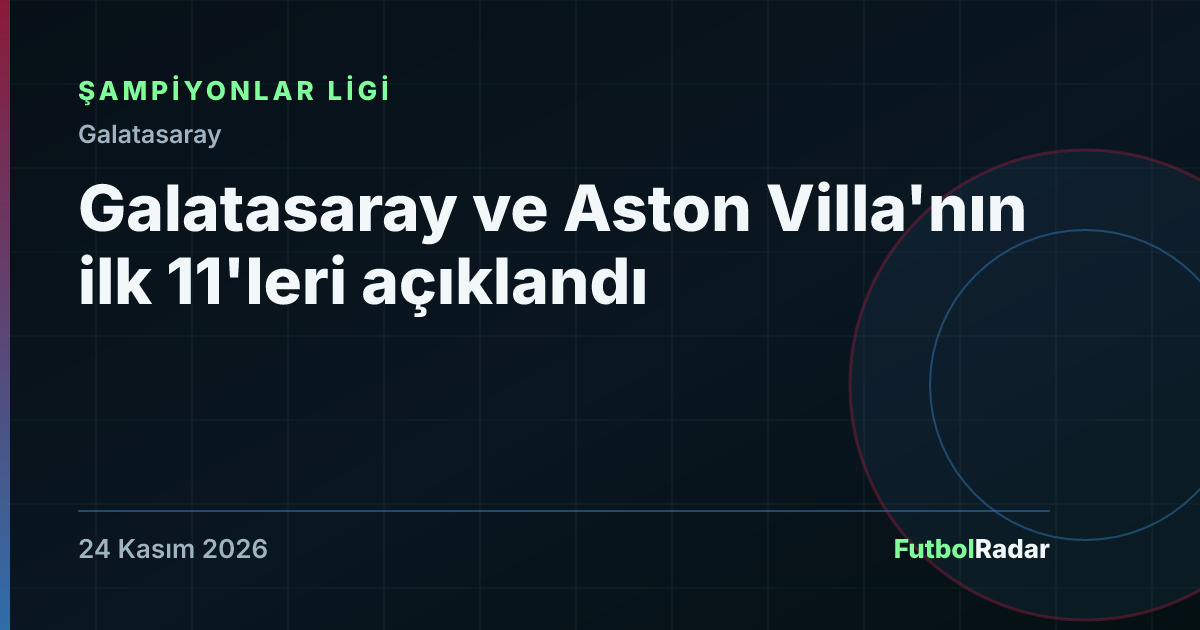 ŞAMPİYONLAR LİGİ
Galatasaray
Galatasaray ve Aston Villa'nın
ilk 11'leri açıklandı
24 Kasım 2026
FutbolRadar